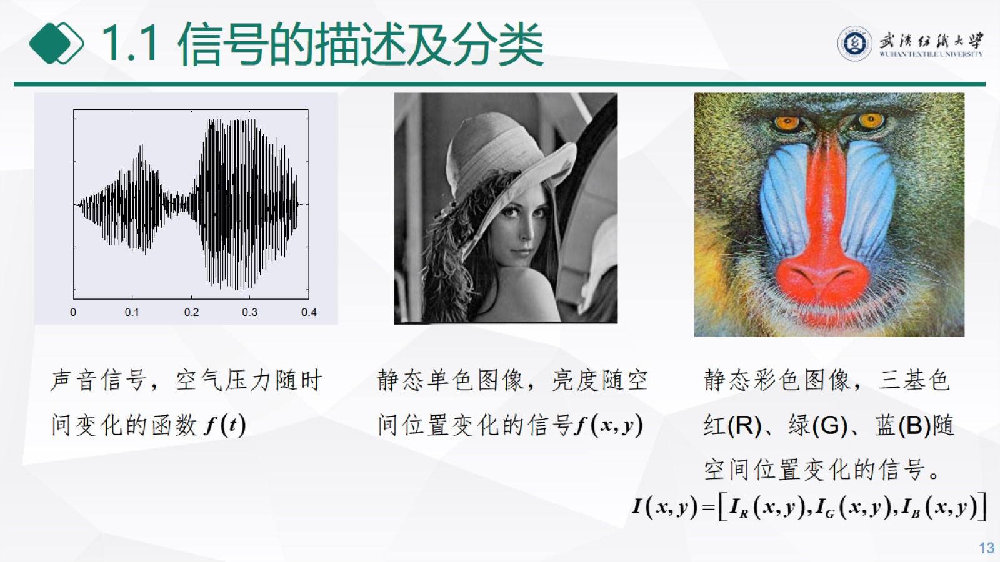 1.1 信号的描述及分类
武汉纺织大学
WUHAN TEXTILE UNIVERSITY
0 0.1 0.2 0.3 0.4
声音信号，空气压力随时
间变化的函数 f(t)
静态单色图像，亮度随空
间位置变化的信号f(x,y)
静态彩色图像，三基色
红(R)、绿(G)、蓝(B)随
空间位置变化的信号。
I(x,y)=[I_R(x,y),I_G(x,y),I_B(x,y)]
13